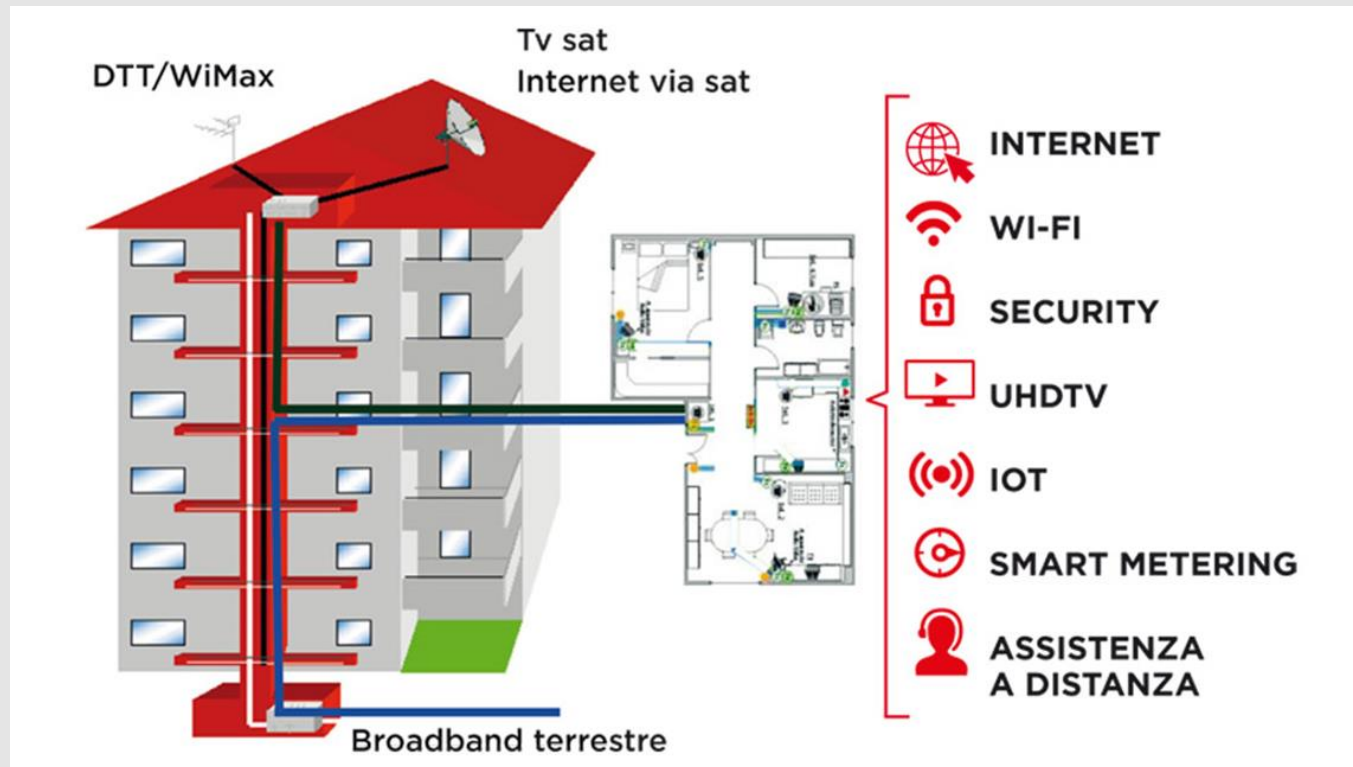 DTT/WiMax
Tv sat
Internet via sat
INTERNET
WI-FI
SECURITY
UHDTV
IOT
SMART METERING
ASSISTENZA
A DISTANZA
Broadband terrestre